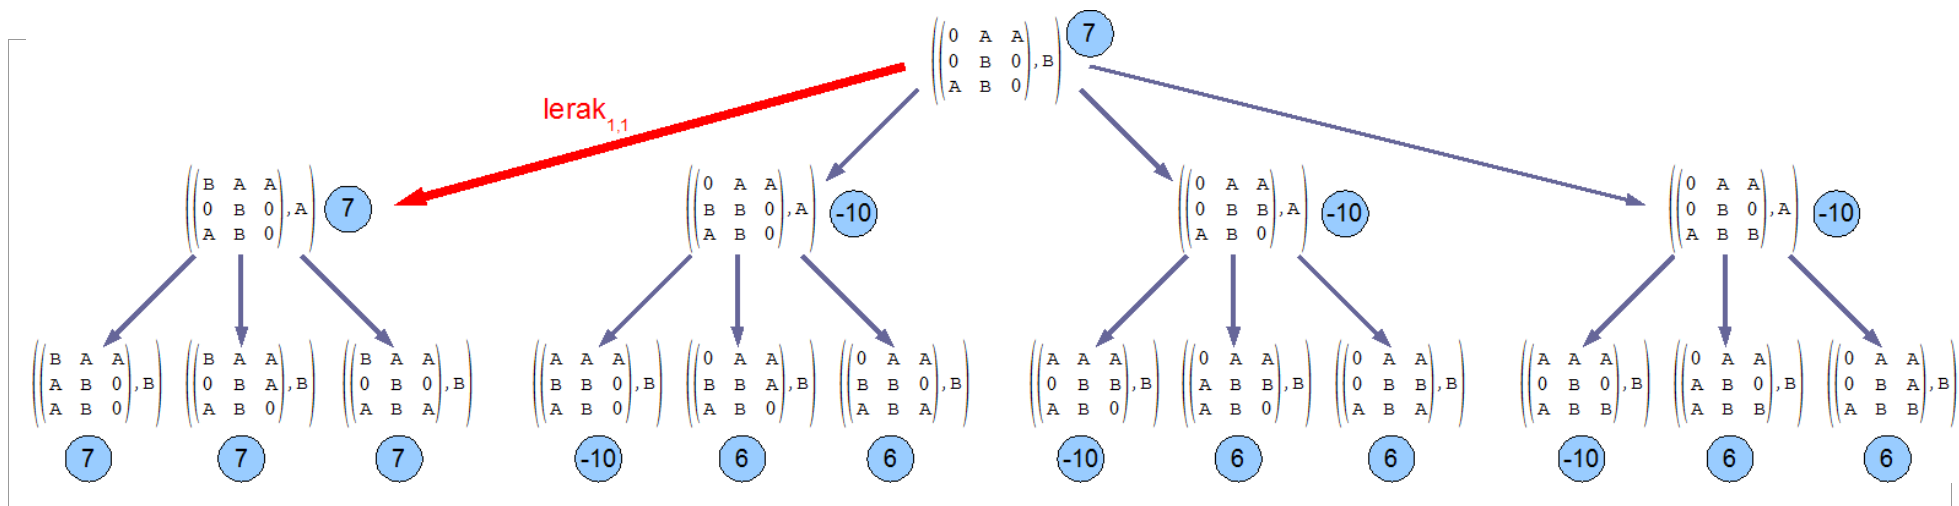 7
0 A A
0 B 0 ,B
A B 0
lerak1,1
B A A
0 B 0 ,A
A B 0
7
0 A A
B B 0 ,A
A B 0
-10
0 A A
0 B B ,A
A B 0
-10
0 A A
0 B 0 ,A
A B B
-10
B A A
A B 0 ,B
A B 0
B A A
0 B A ,B
A B 0
B A A
0 B 0 ,B
A B A
A A A
B B 0 ,B
A B 0
0 A A
B B A ,B
A B 0
0 A A
B B 0 ,B
A B A
A A A
0 B B ,B
A B 0
0 A A
A B B ,B
A B 0
0 A A
0 B B ,B
A B A
A A A
0 B 0 ,B
A B B
0 A A
A B 0 ,B
A B B
0 A A
0 B A ,B
A B B
7
7
7
-10
6
6
-10
6
6
-10
6
6